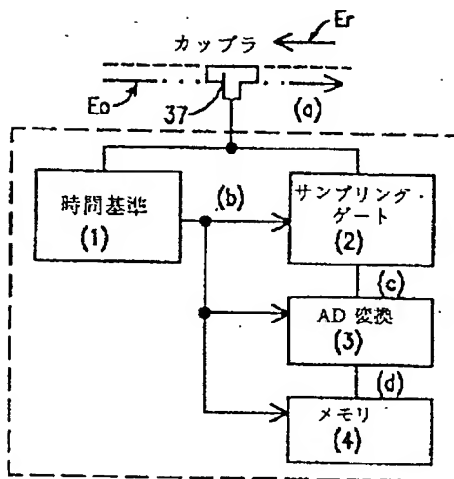 Er
カップラ
Eo
37
(a)
時間基準
(1)
(b)
サンプリング・
ゲート
(2)
(c)
AD 変換
(3)
(d)
メモリ
(4)